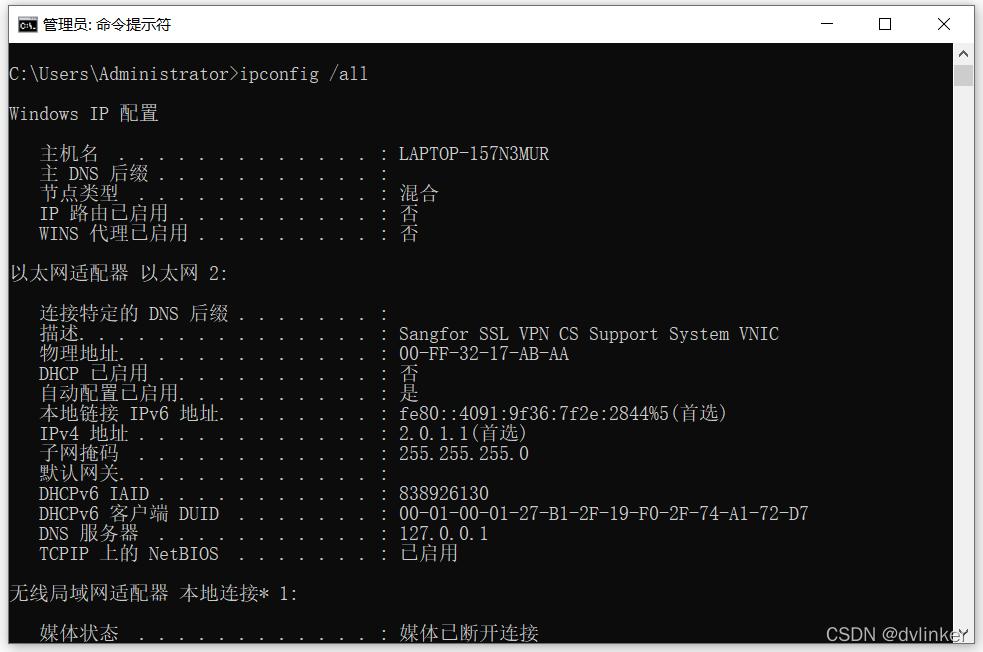 管理员: 命令提示符
C:\Users\Administrator>ipconfig /all
Windows IP 配置
主机名 . . . . . . . . . . . . . : LAPTOP-157N3MUR
主 DNS 后缀 . . . . . . . . . . . :
节点类型 . . . . . . . . . . . . : 混合
IP 路由已启用 . . . . . . . . . . : 否
WINS 代理已启用 . . . . . . . . . : 否
以太网适配器 以太网 2:
连接特定的 DNS 后缀 . . . . . . . :
描述. . . . . . . . . . . . . . . : Sangfor SSL VPN CS Support System VNIC
物理地址. . . . . . . . . . . . . : 00-FF-32-17-AB-AA
DHCP 已启用 . . . . . . . . . . . : 否
自动配置已启用. . . . . . . . . . : 是
本地链接 IPv6 地址. . . . . . . . : fe80::4091:9f36:7f2e:2844%5(首选)
IPv4 地址 . . . . . . . . . . . . : 2.0.1.1(首选)
子网掩码 . . . . . . . . . . . . : 255.255.255.0
默认网关. . . . . . . . . . . . . :
DHCPv6 IAID . . . . . . . . . . . : 838926130
DHCPv6 客户端 DUID . . . . . . . : 00-01-00-01-27-B1-2F-19-F0-2F-74-A1-72-D7
DNS 服务器 . . . . . . . . . . . : 127.0.0.1
TCPIP 上的 NetBIOS . . . . . . . : 已启用
无线局域网适配器 本地连接* 1:
媒体状态 . . . . . . . . . . . . : 媒体已断开连接
CSDN @dvlinker